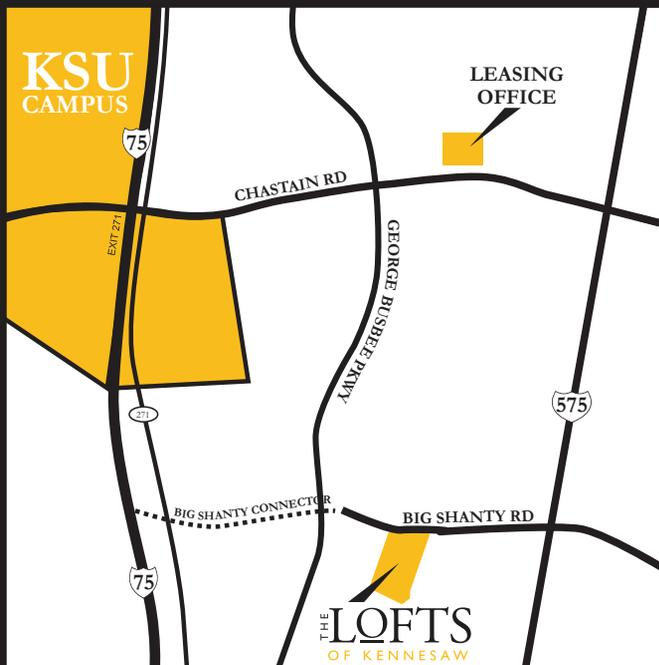 KSU
CAMPUS
LEASING
OFFICE
75
CHASTAIN RD
EXIT 271
GEORGE BUSBEE PKWY
575
271
BIG SHANTY CONNECTOR
BIG SHANTY RD
75
THE LOFTS
OF KENNESAW